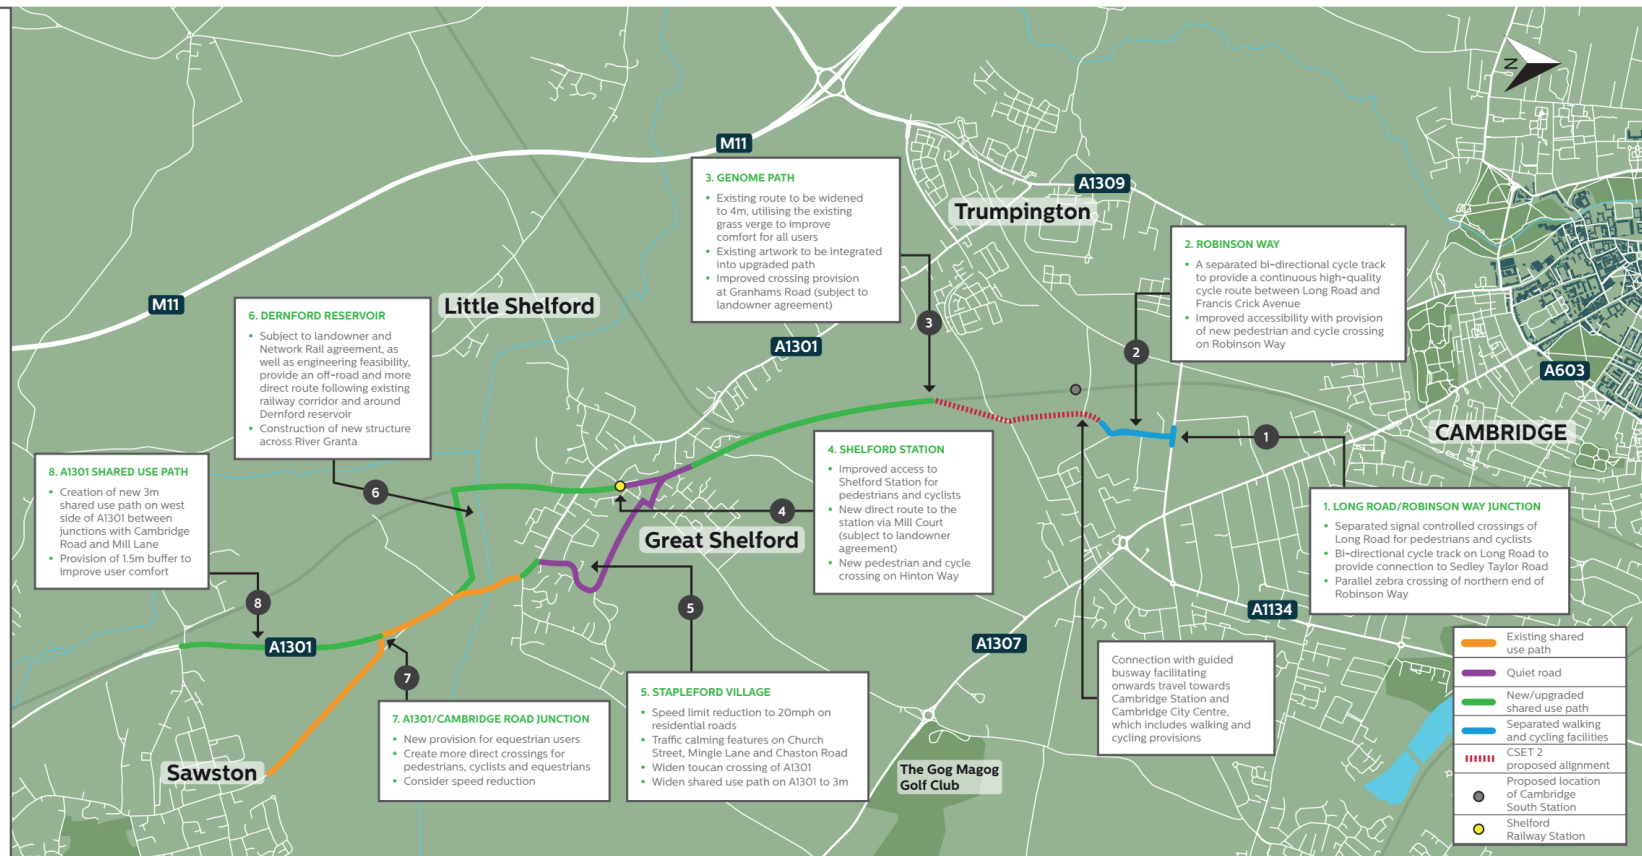 N
M11
M11
A1309
Trumpington
Little Shelford
A1301
A603
CAMBRIDGE
Great Shelford
A1301
A1307
A1134
Sawston
The Gog Magog
Golf Club
3. GENOME PATH
• Existing route to be widened
to 4m, utilising the existing
grass verge to improve
comfort for all users
• Existing artwork to be integrated
into upgraded path
• Improved crossing provision
at Granhams Road (subject to
landowner agreement)
3
2. ROBINSON WAY
• A separated bi-directional cycle track
to provide a continuous high-quality
cycle route between Long Road and
Francis Crick Avenue
• Improved accessibility with provision
of new pedestrian and cycle crossing
on Robinson Way
2
6. DERNFORD RESERVOIR
• Subject to landowner and
Network Rail agreement, as
well as engineering feasibility,
provide an off-road and more
direct route following existing
railway corridor and around
Dernford reservoir
• Construction of new structure
across River Granta
6
8. A1301 SHARED USE PATH
• Creation of new 3m
shared use path on west
side of A1301 between
junctions with Cambridge
Road and Mill Lane
• Provision of 1.5m buffer to
improve user comfort
8
4. SHELFORD STATION
• Improved access to
Shelford Station for
pedestrians and cyclists
• New direct route to the
station via Mill Court
(subject to landowner
agreement)
• New pedestrian and cycle
crossing on Hinton Way
4
1
1. LONG ROAD/ROBINSON WAY JUNCTION
• Separated signal controlled crossings of
Long Road for pedestrians and cyclists
• Bi-directional cycle track on Long Road to
provide connection to Sedley Taylor Road
• Parallel zebra crossing of northern end of
Robinson Way
7
7. A1301/CAMBRIDGE ROAD JUNCTION
• New provision for equestrian users
• Create more direct crossings for
pedestrians, cyclists and equestrians
• Consider speed reduction
5
5. STAPLEFORD VILLAGE
• Speed limit reduction to 20mph on
residential roads
• Traffic calming features on Church
Street, Mingle Lane and Chaston Road
• Widen toucan crossing of A1301
• Widen shared use path on A1301 to 3m
Connection with guided
busway facilitating
onwards travel towards
Cambridge Station and
Cambridge City Centre,
which includes walking and
cycling provisions
Existing shared
use path
Quiet road
New/upgraded
shared use path
Separated walking
and cycling facilities
CSET 2
proposed alignment
Proposed location
of Cambridge
South Station
Shelford
Railway Station